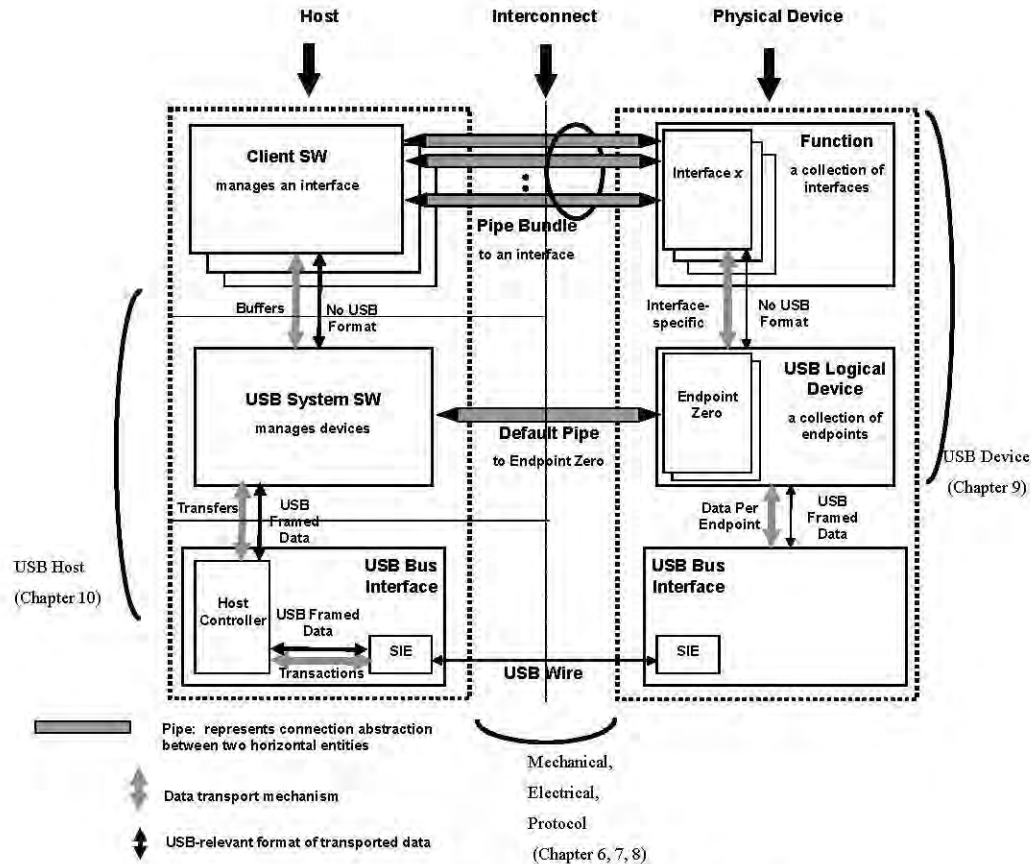 Host
Interconnect
Physical Device
Client SW
manages an interface
Pipe Bundle
to an interface
Interface x
Function
a collection of
interfaces
Buffers
No USB
Format
Interface-
specific
No USB
Format
USB System SW
manages devices
Default Pipe
to Endpoint Zero
Endpoint
Zero
USB Logical
Device
a collection of
endpoints
USB Device
(Chapter 9)
Transfers
USB
Framed
Data
Data Per
Endpoint
USB
Framed
Data
USB Host
(Chapter 10)
USB Bus
Interface
Host
Controller
USB Framed
Data
Transactions
SIE
USB Wire
USB Bus
Interface
SIE
Pipe: represents connection abstraction
between two horizontal entities
Data transport mechanism
USB-relevant format of transported data
Mechanical,
Electrical,
Protocol
(Chapter 6, 7, 8)